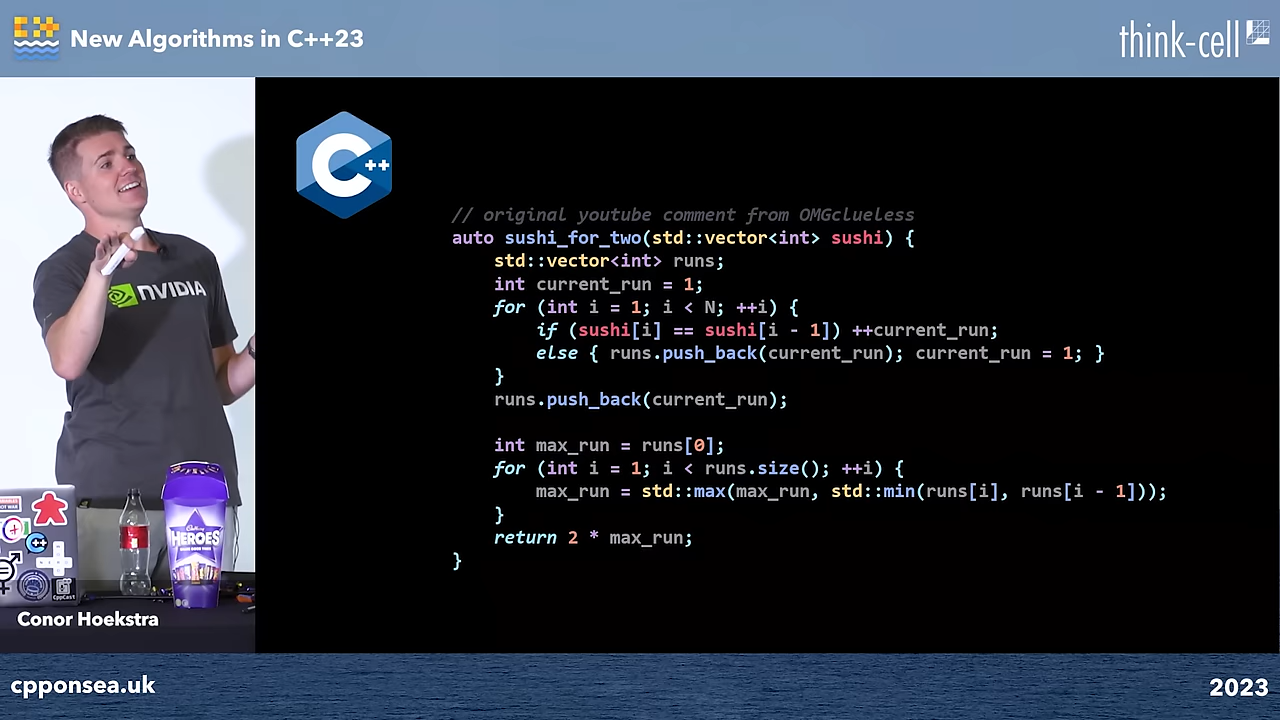 New Algorithms in C++23
think-cell
C++
// original youtube comment from OMGclueless
auto sushi_for_two(std::vector<int> sushi) {
    std::vector<int> runs;
    int current_run = 1;
    for (int i = 1; i < N; ++i) {
        if (sushi[i] == sushi[i - 1]) ++current_run;
        else { runs.push_back(current_run); current_run = 1; }
    }
    runs.push_back(current_run);
    int max_run = runs[0];
    for (int i = 1; i < runs.size(); ++i) {
        max_run = std::max(max_run, std::min(runs[i], runs[i - 1]));
    }
    return 2 * max_run;
}
NVIDIA
Cadbury
HEROES
C++
CppCast
Conor Hoekstra
cpponsea.uk
2023